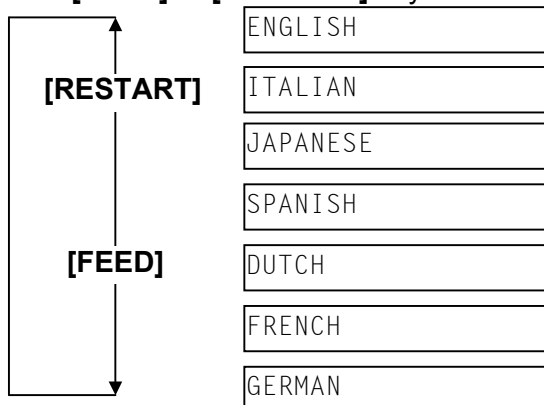 ENGLISH
[RESTART]
ITALIAN
JAPANESE
SPANISH
[FEED]
DUTCH
FRENCH
GERMAN